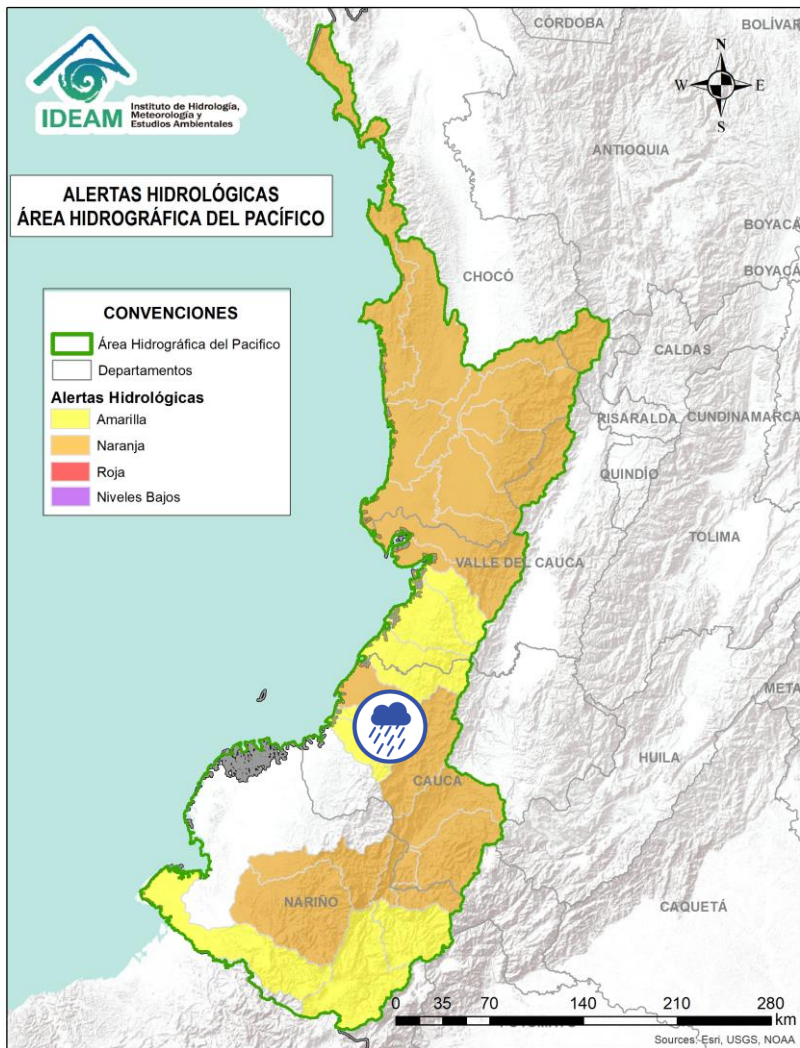 IDEAM
Instituto de Hidrología,
Meteorología y
Estudios Ambientales
CÓRDOBA
BOLÍVAR
N
W
E
S
ANTIOQUIA
ALERTAS HIDROLÓGICAS
ÁREA HIDROGRÁFICA DEL PACÍFICO
BOYACÁ
CHOCÓ
BOYACÁ
CONVENCIONES
Área Hidrográfica del Pacifico
Departamentos
Alertas Hidrológicas
Amarilla
Naranja
Roja
Niveles Bajos
CALDAS
RISARALDA
CUNDINAMARCA
QUINDÍO
TOLIMA
VALLE DEL CAUCA
META
HUILA
CAUCA
NARIÑO
CAQUETÁ
0 35 70 140 210 280
km
Sources: Esri, USGS, NOAA